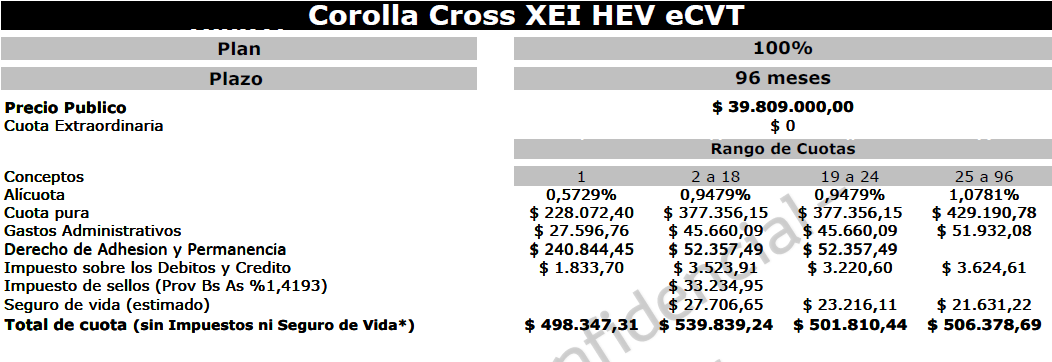 Corolla Cross XEI HEV eCVT
Plan 100%
Plazo 96 meses
Precio Publico $ 39.809.000,00
Cuota Extraordinaria $ 0
Rango de Cuotas
Conceptos 1 2 a 18 19 a 24 25 a 96
Alícuota 0,5729% 0,9479% 0,9479% 1,0781%
Cuota pura $ 228.072,40 $ 377.356,15 $ 377.356,15 $ 429.190,78
Gastos Administrativos $ 27.596,76 $ 45.660,09 $ 45.660,09 $ 51.932,08
Derecho de Adhesion y Permanencia $ 240.844,45 $ 52.357,49 $ 52.357,49
Impuesto sobre los Debitos y Credito $ 1.833,70 $ 3.523,91 $ 3.220,60 $ 3.624,61
Impuesto de sellos (Prov Bs As %1,4193) $ 33.234,95
Seguro de vida (estimado) $ 27.706,65 $ 23.216,11 $ 21.631,22
Total de cuota (sin Impuestos ni Seguro de Vida*) $ 498.347,31 $ 539.839,24 $ 501.810,44 $ 506.378,69